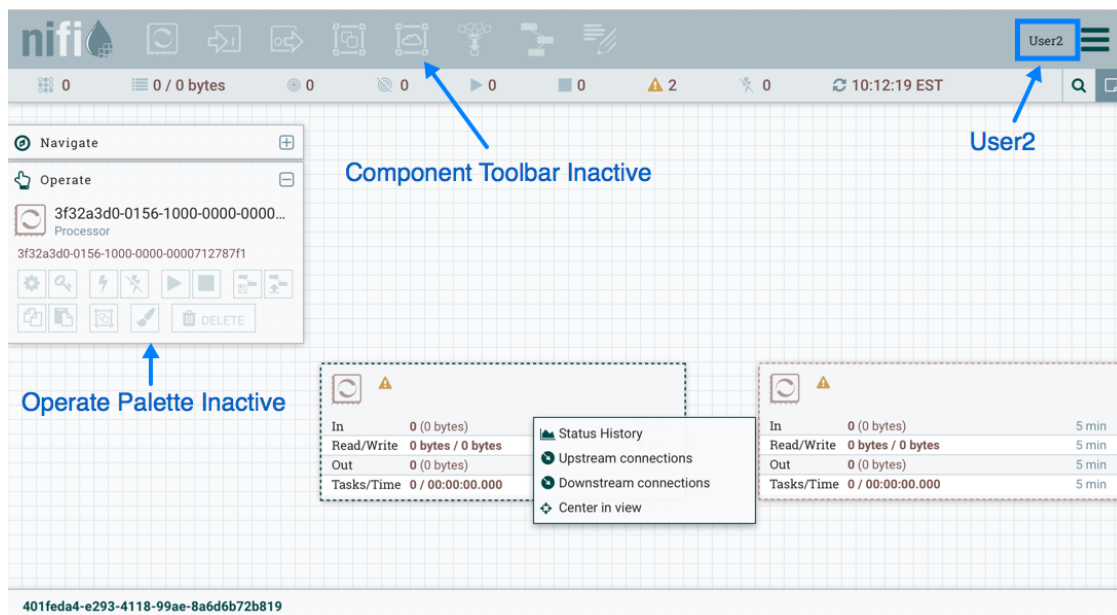 nifi
User2
0
0 / 0 bytes
0
0
0
0
2
0
10:12:19 EST
Navigate
Operate
3f32a3d0-0156-1000-0000-0000...
Processor
3f32a3d0-0156-1000-0000-0000712787f1
DELETE
Component Toolbar Inactive
User2
Operate Palette Inactive
In 0 (0 bytes)
Read/Write 0 bytes / 0 bytes
Out 0 (0 bytes)
Tasks/Time 0 / 00:00:00.000
Status History
Upstream connections
Downstream connections
Center in view
In 0 (0 bytes) 5 min
Read/Write 0 bytes / 0 bytes 5 min
Out 0 (0 bytes) 5 min
Tasks/Time 0 / 00:00:00.000 5 min
401feda4-e293-4118-99ae-8a6d6b72b819